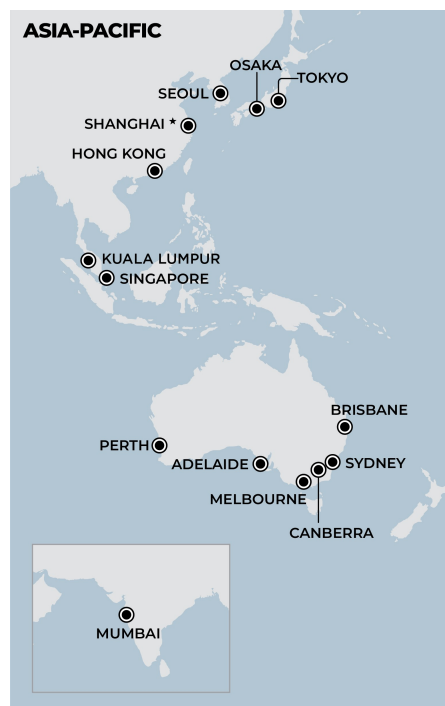 ASIA-PACIFIC
OSAKA
TOKYO
SEOUL
SHANGHAI ★
HONG KONG
KUALA LUMPUR
SINGAPORE
BRISBANE
PERTH
ADELAIDE
SYDNEY
MELBOURNE
CANBERRA
MUMBAI